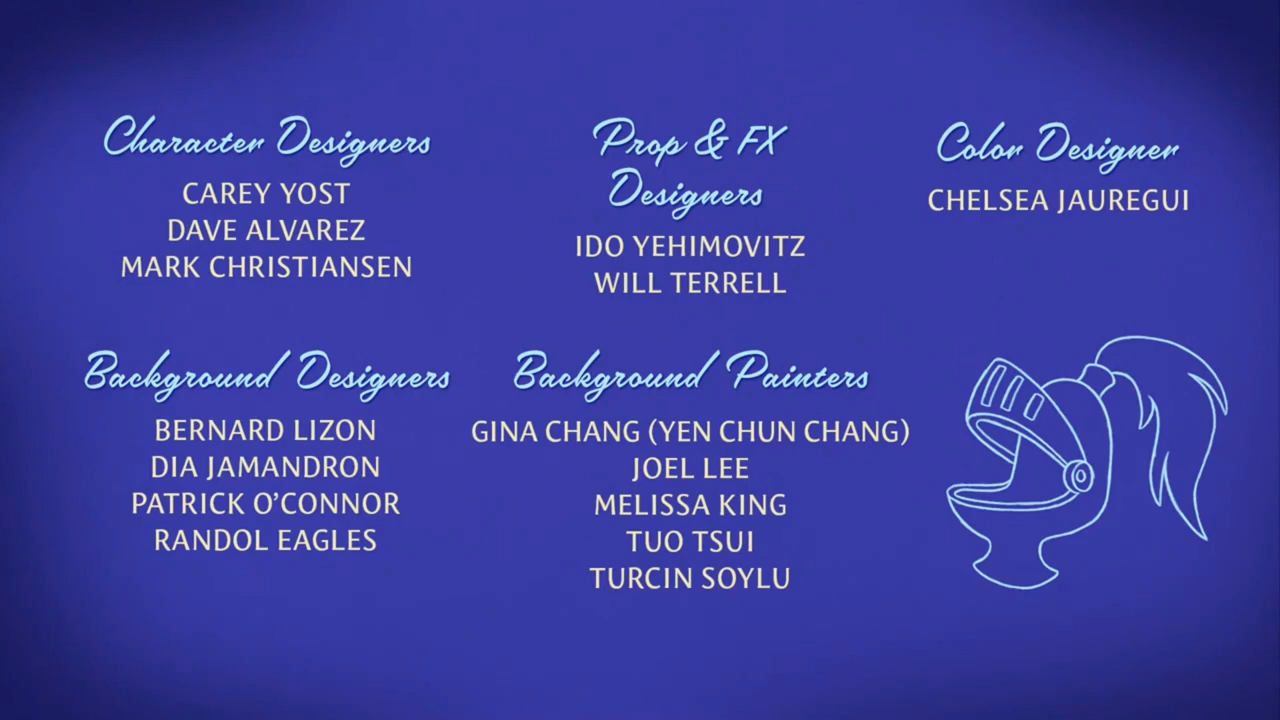 Character Designers
CAREY YOST
DAVE ALVAREZ
MARK CHRISTIANSEN
Prop & FX
Designers
IDO YEHIMOVITZ
WILL TERRELL
Color Designer
CHELSEA JAUREGUI
Background Designers
BERNARD LIZON
DIA JAMANDRON
PATRICK O'CONNOR
RANDOL EAGLES
Background Painters
GINA CHANG (YEN CHUN CHANG)
JOEL LEE
MELISSA KING
TUO TSUI
TURCIN SOYLU